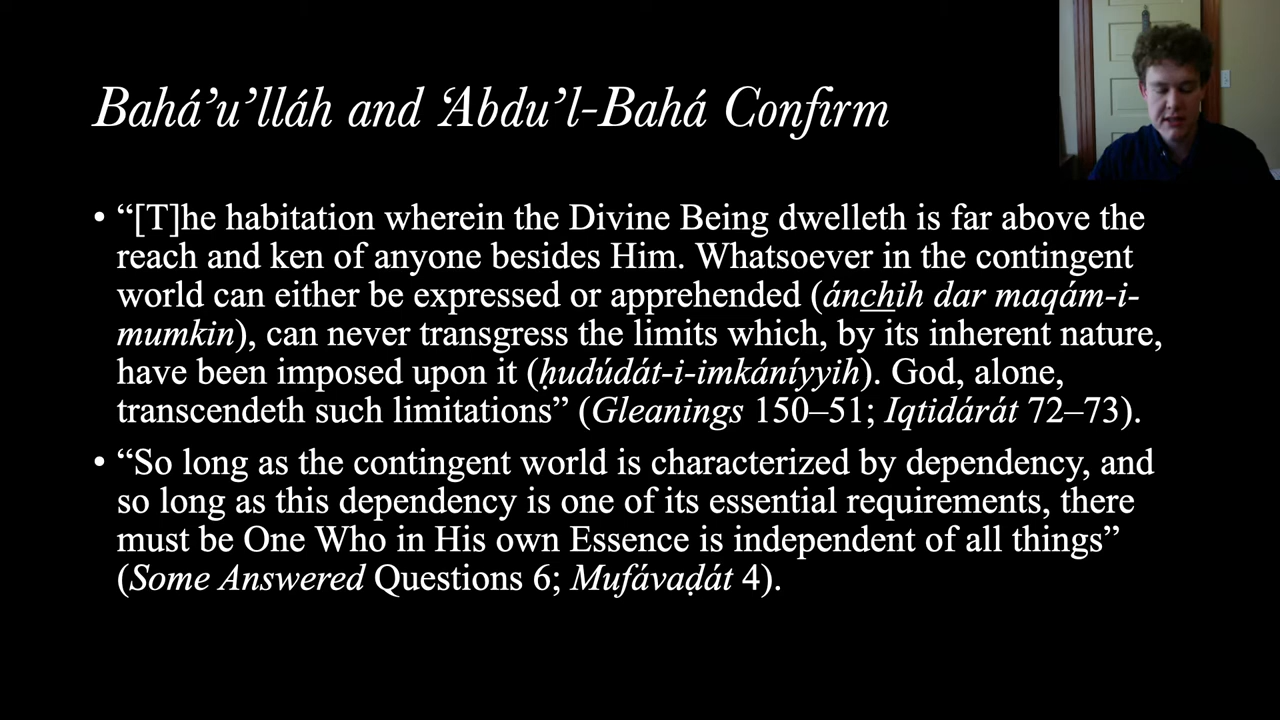 Bahá’u’lláh and ‘Abdu’l-Bahá Confirm
• “[T]he habitation wherein the Divine Being dwelleth is far above the
reach and ken of anyone besides Him. Whatsoever in the contingent
world can either be expressed or apprehended (ánchih dar maqám-i-
mumkin), can never transgress the limits which, by its inherent nature,
have been imposed upon it (ḥudúdát-i-imkáníyyih). God, alone,
transcendeth such limitations” (Gleanings 150–51; Iqtidárát 72–73).
• “So long as the contingent world is characterized by dependency, and
so long as this dependency is one of its essential requirements, there
must be One Who in His own Essence is independent of all things”
(Some Answered Questions 6; Mufávaḍát 4).